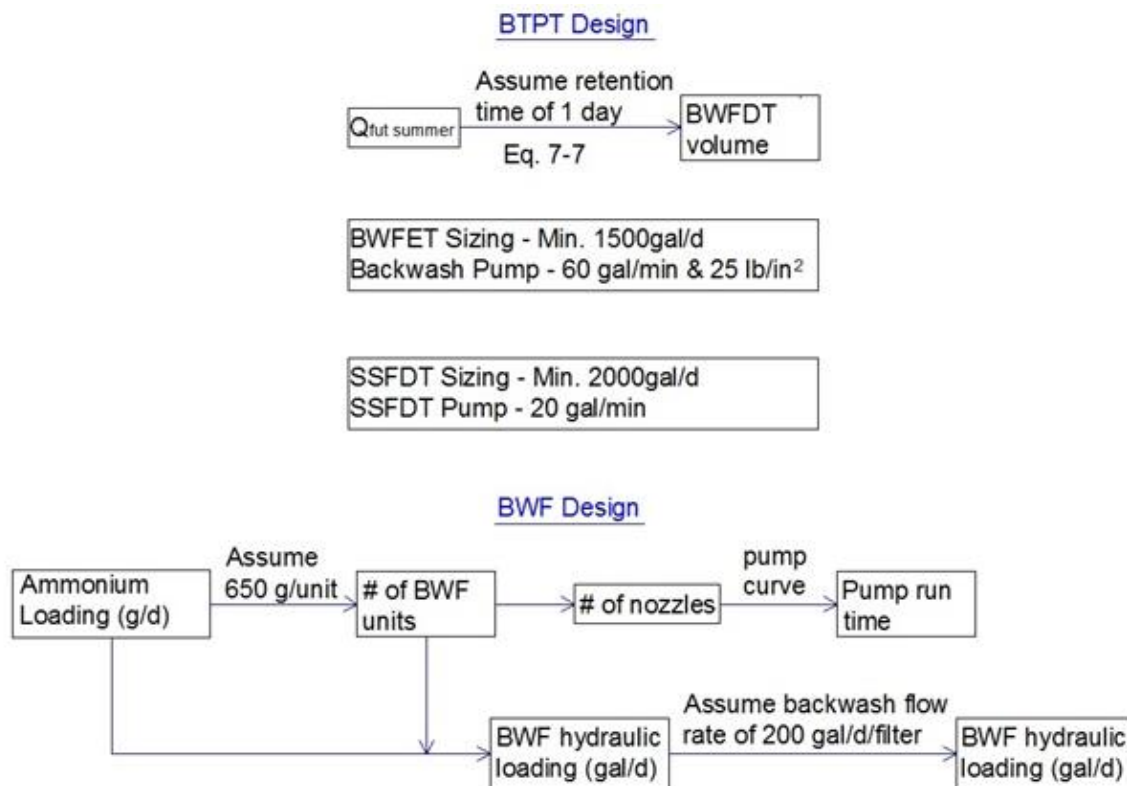 BTPT Design
Assume retention
time of 1 day
Qfut summer
BWFDT
volume
Eq. 7-7
BWFET Sizing - Min. 1500gal/d
Backwash Pump - 60 gal/min & 25 lb/in²
SSFDT Sizing - Min. 2000gal/d
SSFDT Pump - 20 gal/min
BWF Design
Ammonium
Loading (g/d)
Assume
650 g/unit
# of BWF
units
# of nozzles
pump
curve
Pump run
time
BWF hydraulic
loading (gal/d)
Assume backwash flow
rate of 200 gal/d/filter
BWF hydraulic
loading (gal/d)